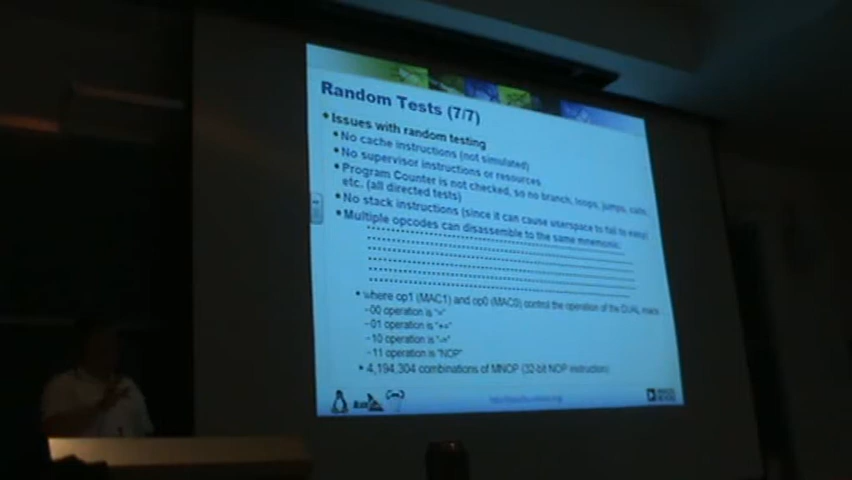 Random Tests (7/7)
Issues with random testing
No cache instructions (not simulated)
No supervisor instructions or resources
Program Counter is not checked, so no branch, loops, jumps, calls,
etc. (all directed tests)
No stack instructions (since it can cause userspace to fail to easy)
Multiple opcodes can disassemble to the same mnemonic:
where op1 (MAC1) and op0 (MAC0) control the operation of the DUAL macs
-00 operation is "="
-01 operation is "+="
-10 operation is "-="
-11 operation is "NOP"
4,194,304 combinations of MNOP (32-bit NOP instruction)
ANALOG
DEVICES